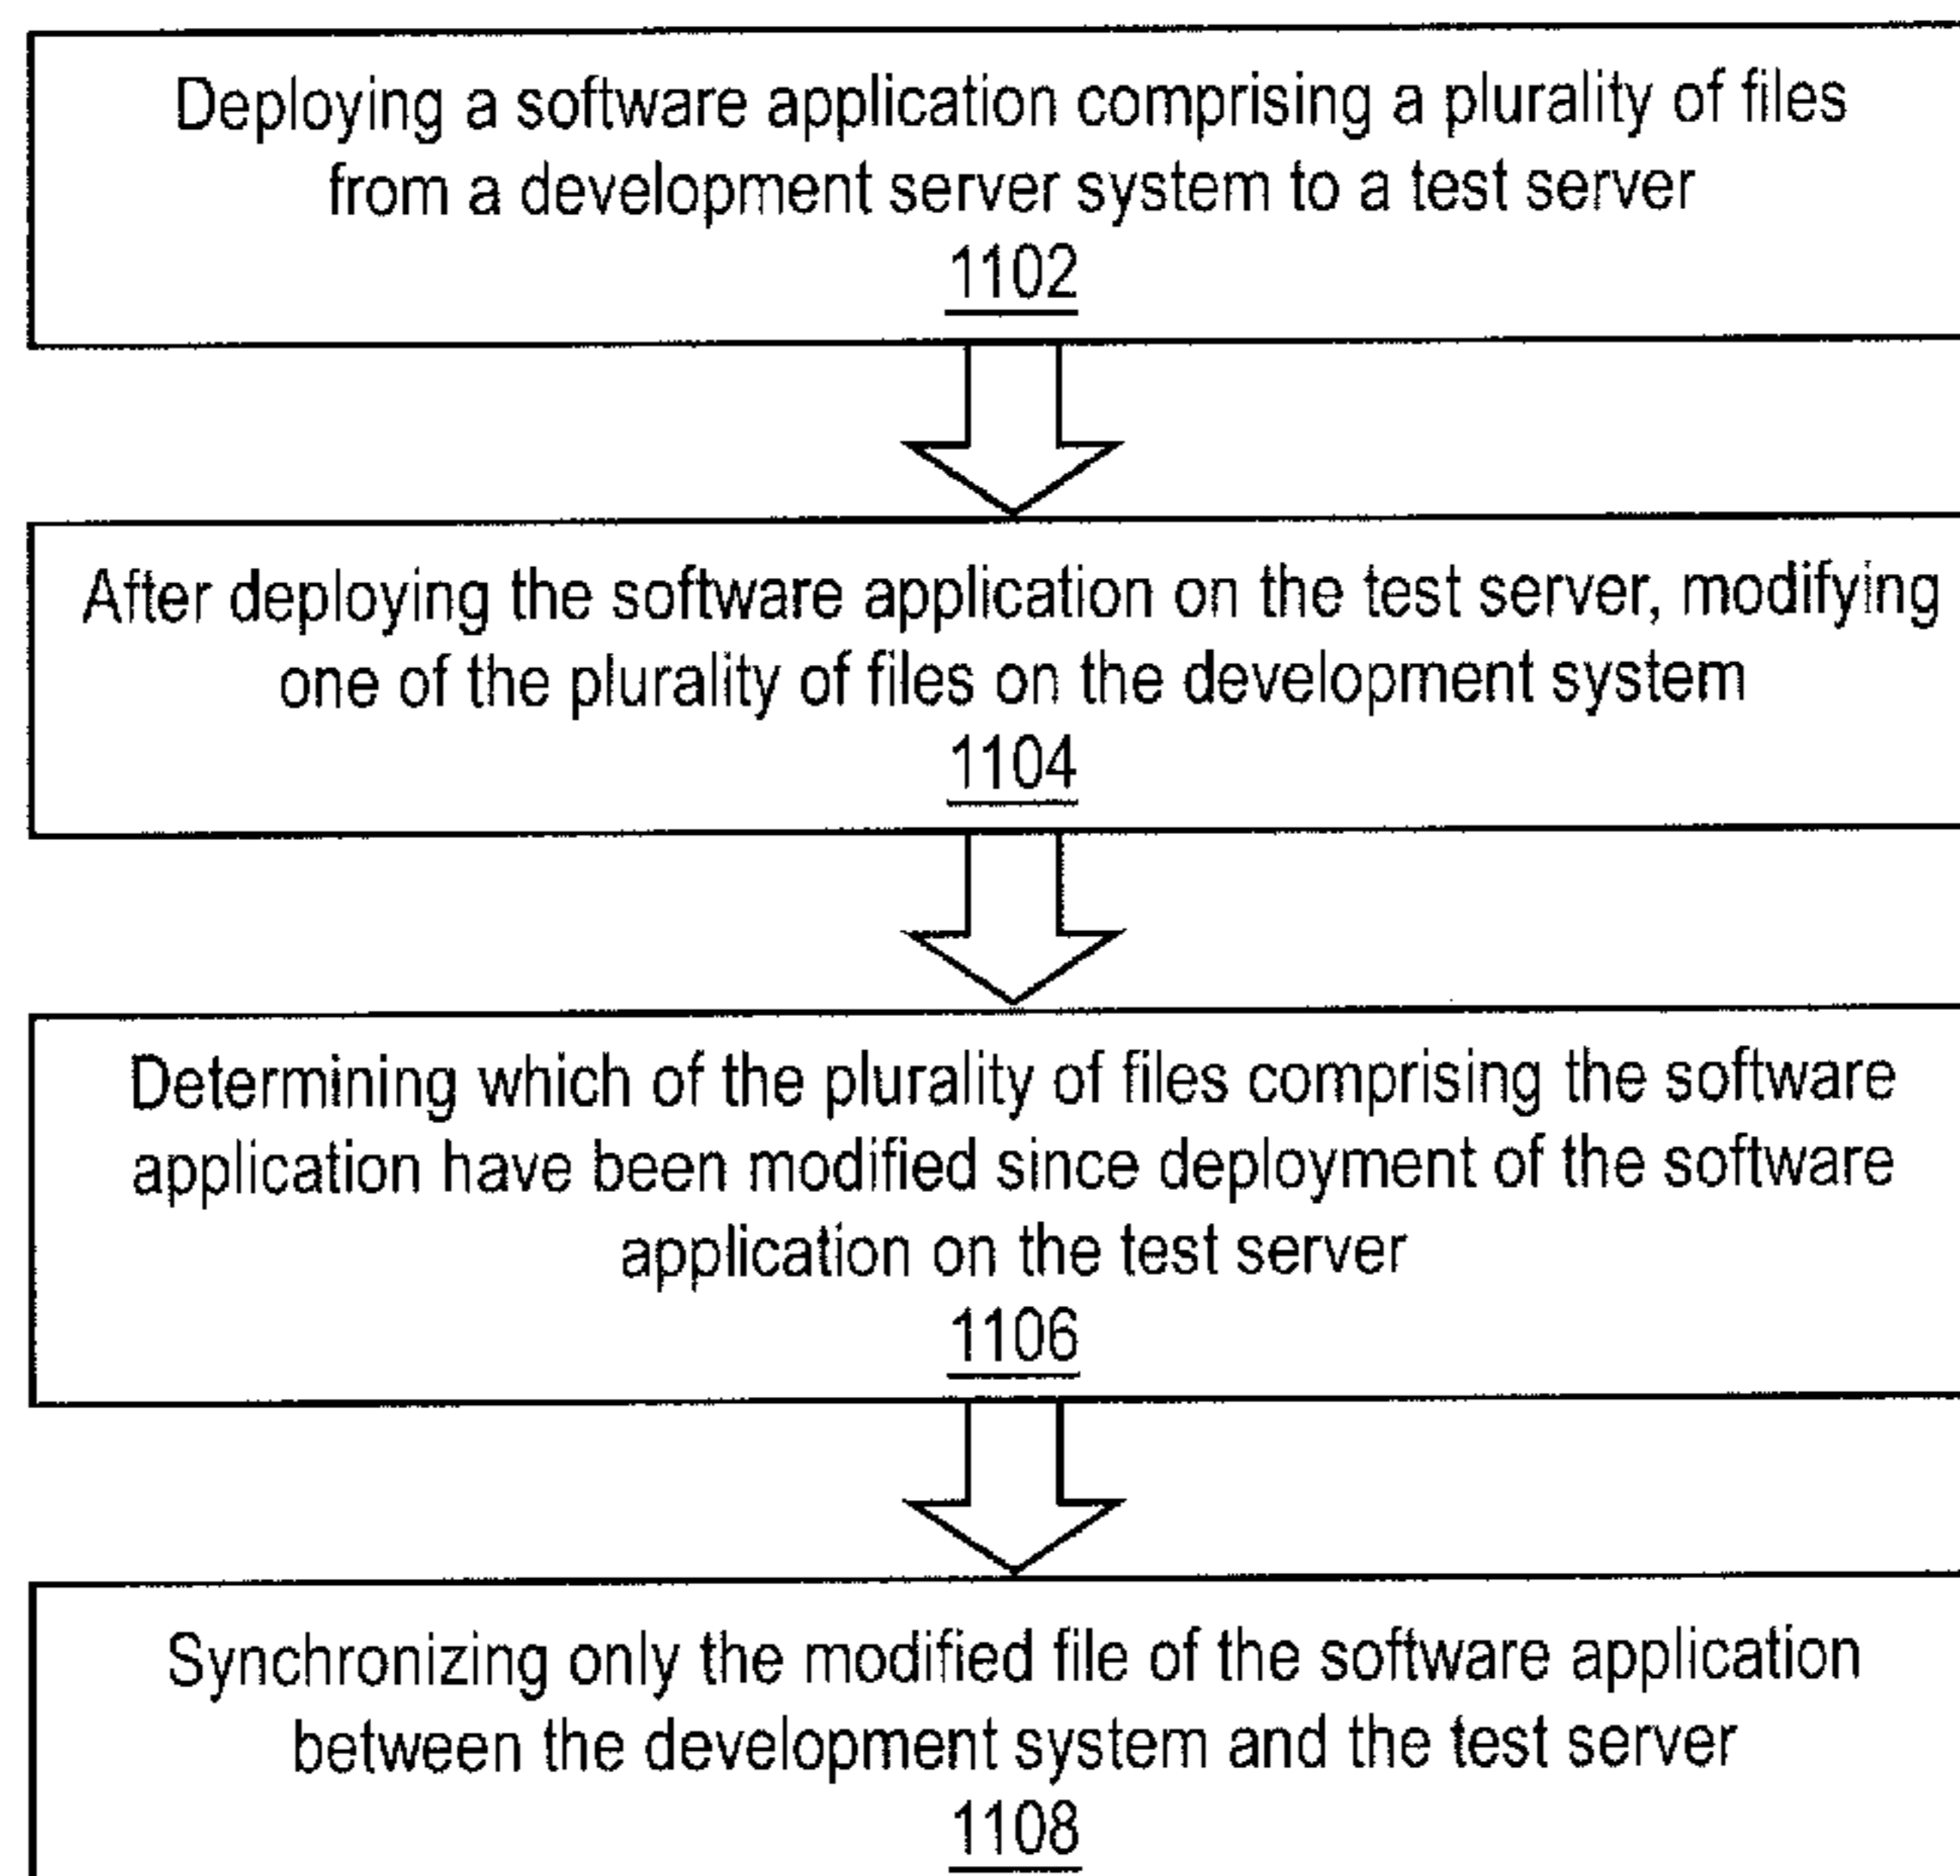 Deploying a software application comprising a plurality of files
from a development server system to a test server
1102
After deploying the software application on the test server, modifying
one of the plurality of files on the development system
1104
Determining which of the plurality of files comprising the software
application have been modified since deployment of the software
application on the test server
1106
Synchronizing only the modified file of the software application
between the development system and the test server
1108